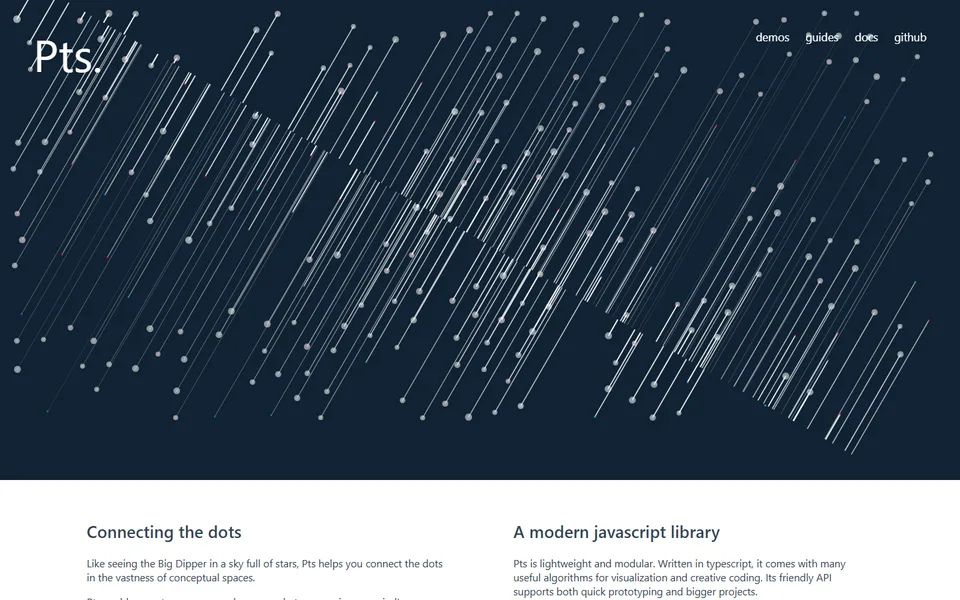 Pts.
demos guides docs github
Connecting the dots
Like seeing the Big Dipper in a sky full of stars, Pts helps you connect the dots
in the vastness of conceptual spaces.
A modern javascript library
Pts is lightweight and modular. Written in typescript, it comes with many
useful algorithms for visualization and creative coding. Its friendly API
supports both quick prototyping and bigger projects.